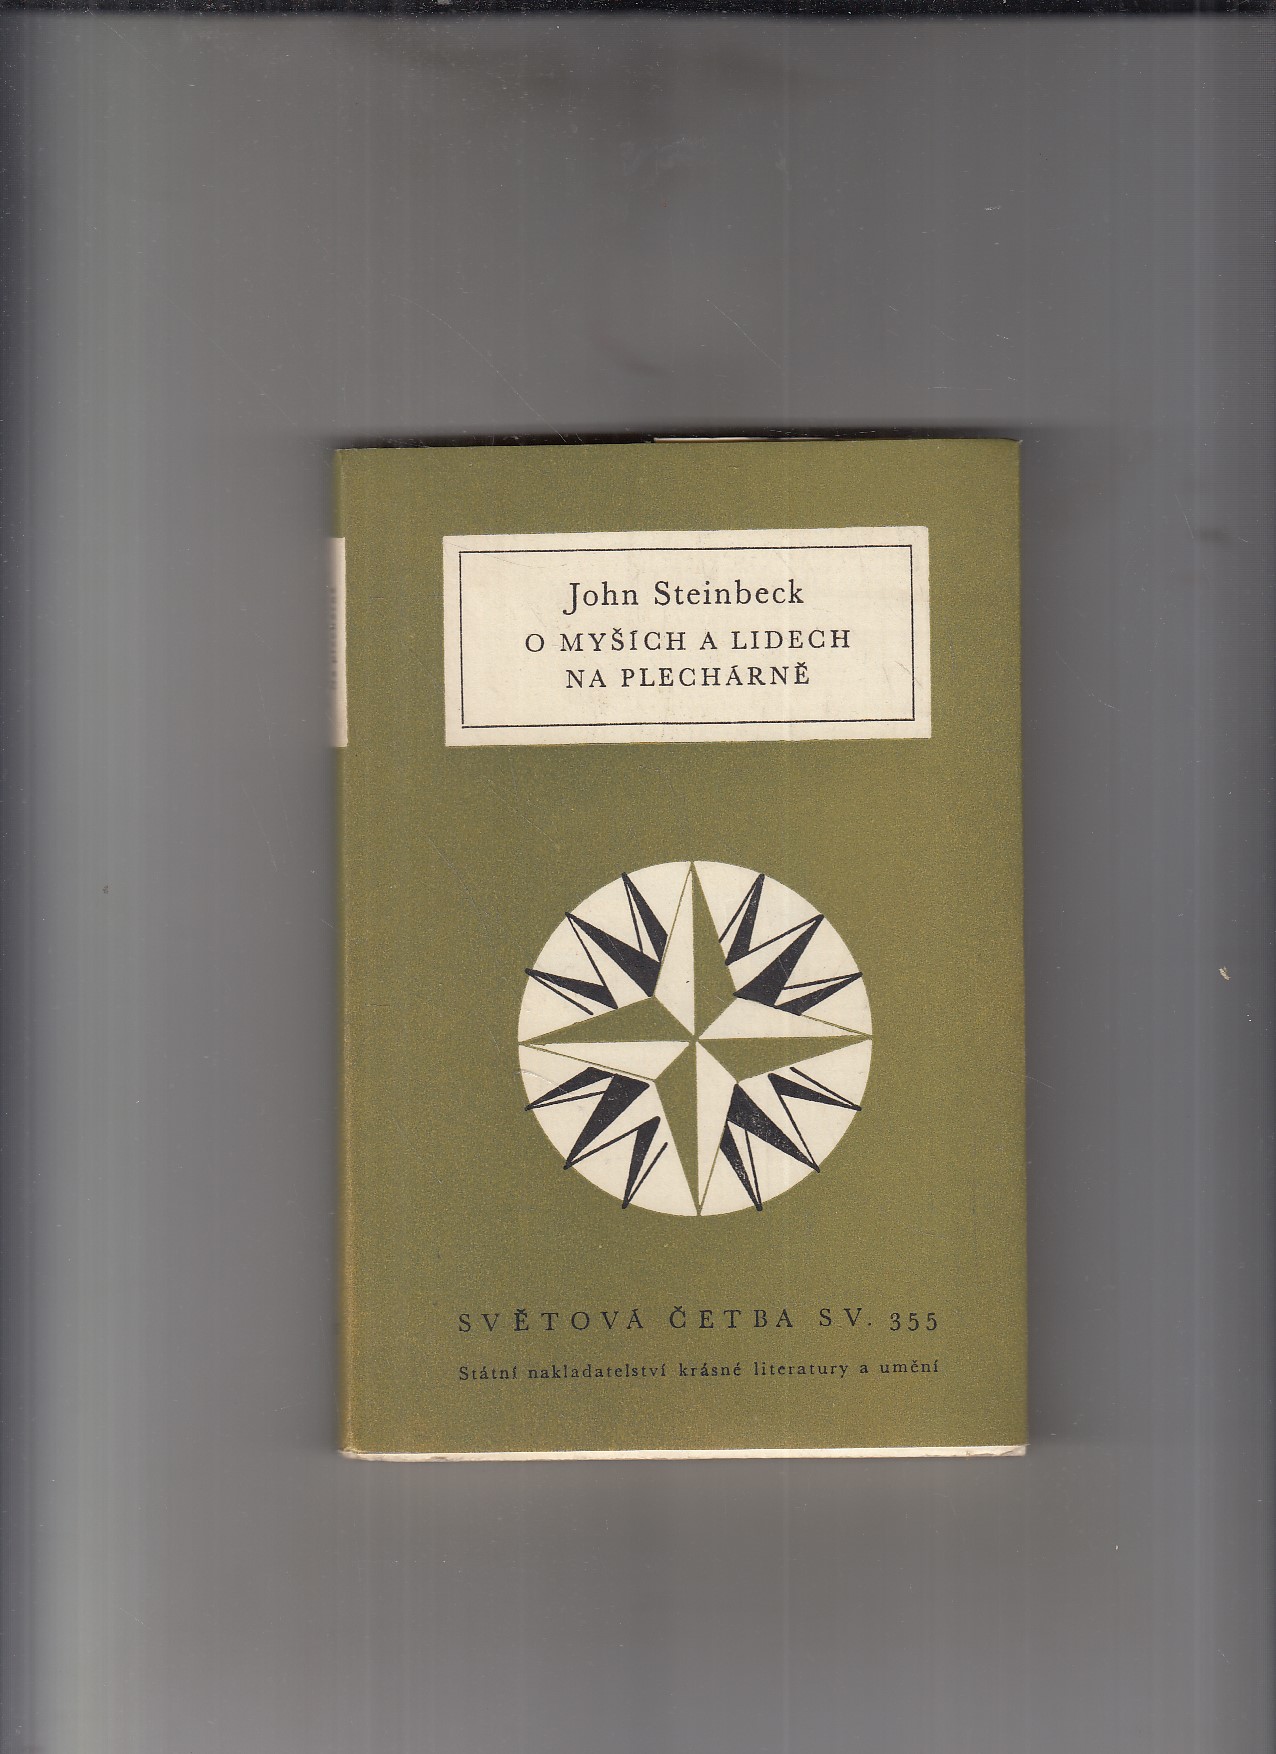 John Steinbeck
O MYŠÍCH A LIDECH
NA PLECHÁRNĚ
SVĚTOVÁ ČETBA SV. 355
Státní nakladatelství krásné literatury a umění